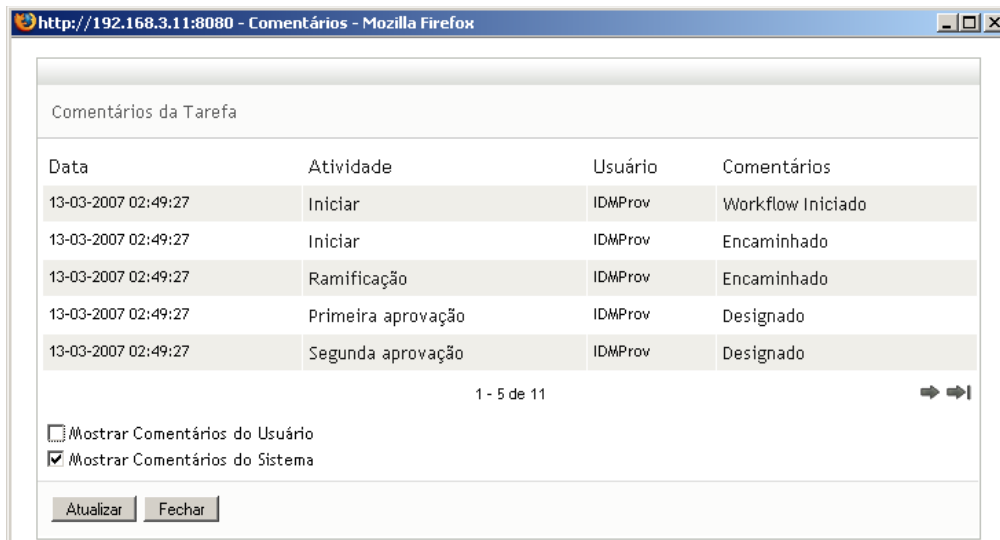 http://192.168.3.11:8080 - Comentários - Mozilla Firefox
Comentários da Tarefa
Data Atividade Usuário Comentários
13-03-2007 02:49:27 Iniciar IDMProv Workflow Iniciado
13-03-2007 02:49:27 Iniciar IDMProv Encaminhado
13-03-2007 02:49:27 Ramificação IDMProv Encaminhado
13-03-2007 02:49:27 Primeira aprovação IDMProv Designado
13-03-2007 02:49:27 Segunda aprovação IDMProv Designado
1 - 5 de 11
Mostrar Comentários do Usuário
Mostrar Comentários do Sistema
Atualizar Fechar